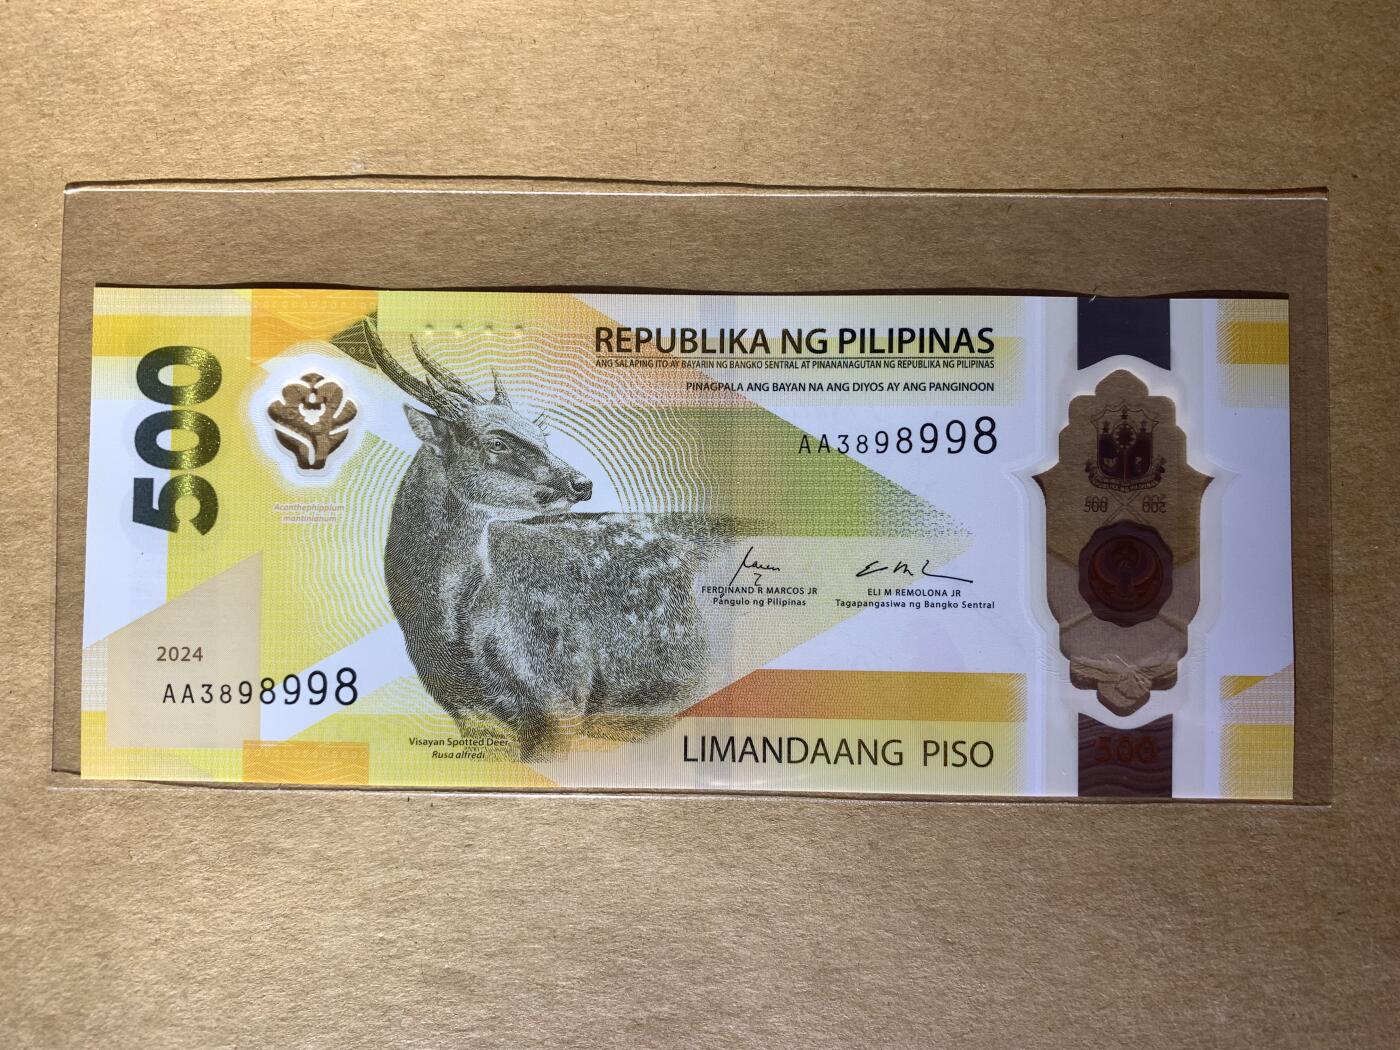 500
REPUBLIKA NG PILIPINAS
ANG SALAPING ITO AY BAYARIN NG BANGKO SENTRAL AT PINANANAGUTAN NG REPUBLIKA NG PILIPINAS
PINAGPALA ANG BAYAN NA ANG DIYOS AY ANG PANGINOON
AA3898998
Acanthephippium
mantinianum
500 500
FERDINAND R MARCOS JR
Pangulo ng Pilipinas
ELI M REMOLONA JR
Tagapangasiwa ng Bangko Sentral
2024
AA3898998
Visayan Spotted Deer
Rusa alfredi
LIMANDAANG PISO
500